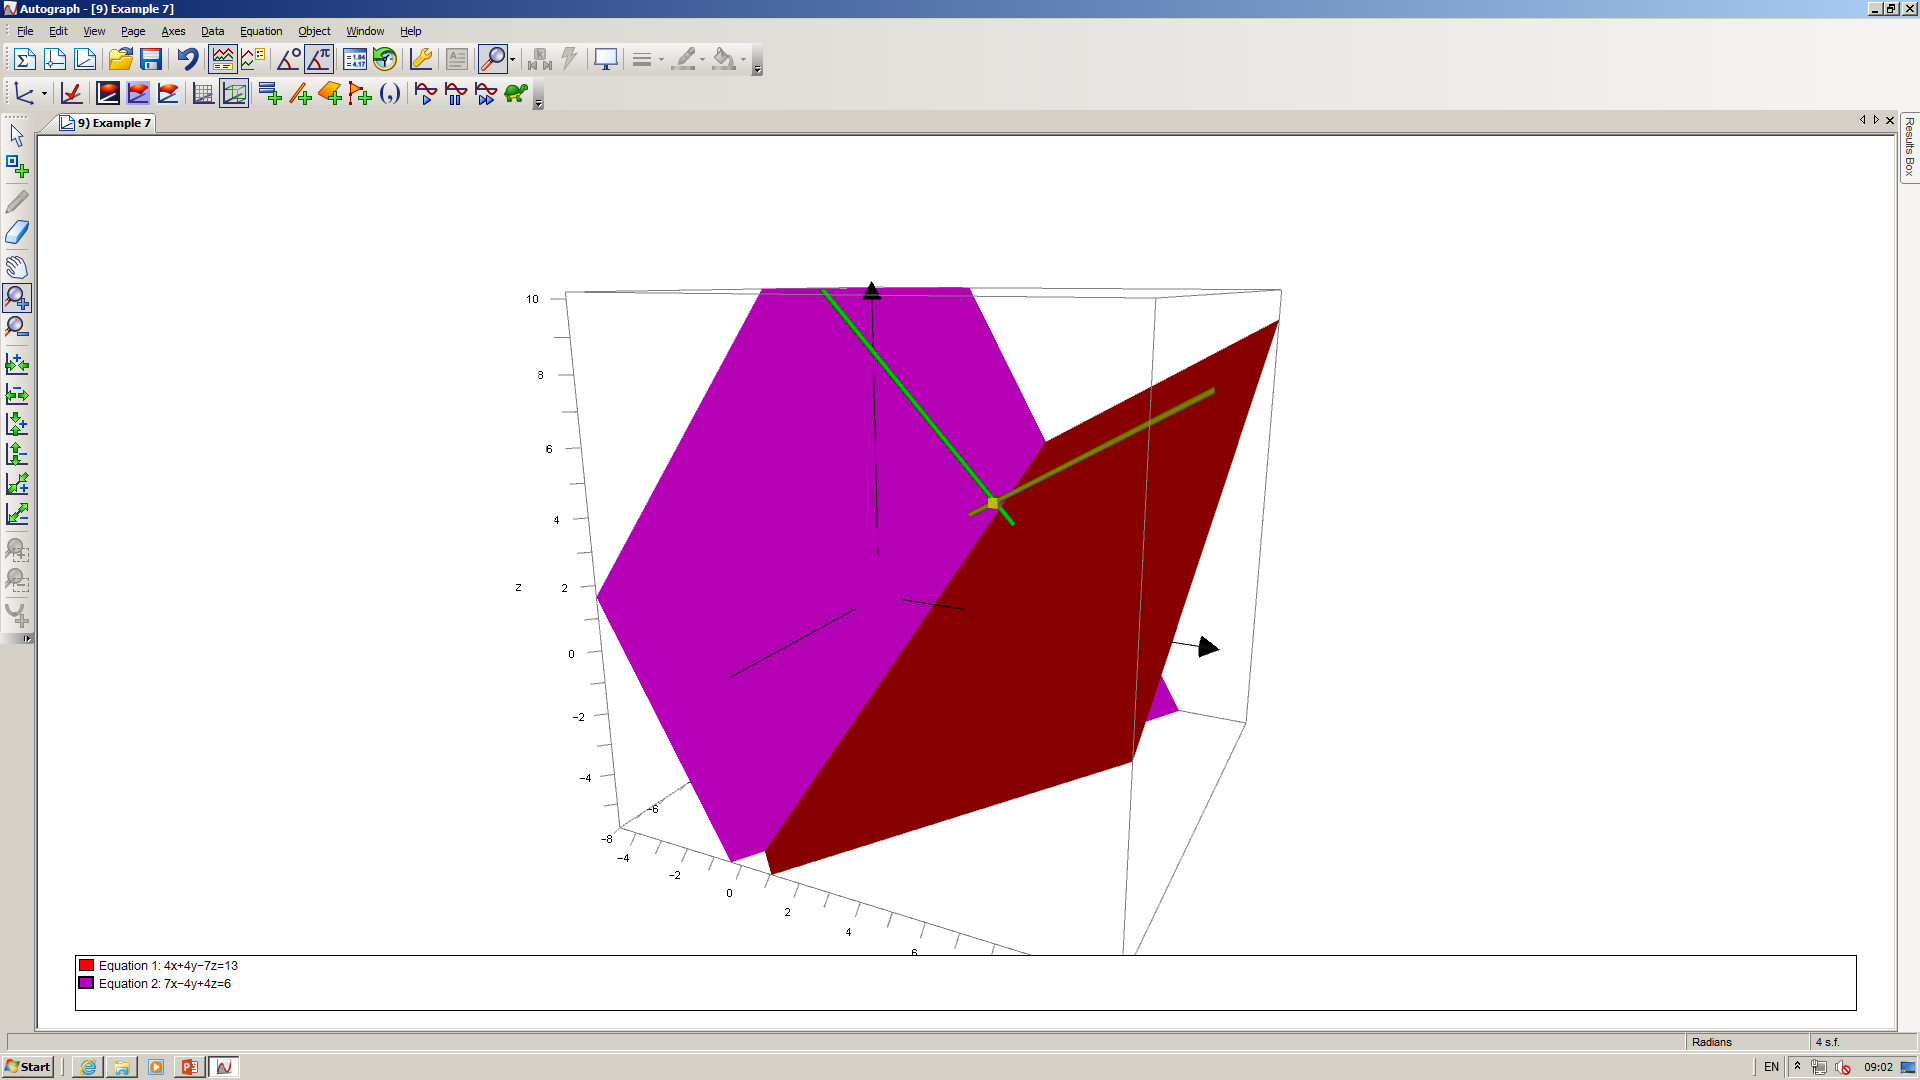 Autograph - [9) Example 7]
File Edit View Page Axes Data Equation Object Window Help
9) Example 7
Results Box
10
8
6
4
z
2
0
−2
−4
−6
−8
−4
−2
0
2
4
6
Equation 1: 4x+4y−7z=13
Equation 2: 7x−4y+4z=6
Radians 4 s.f.
Start EN 09:02